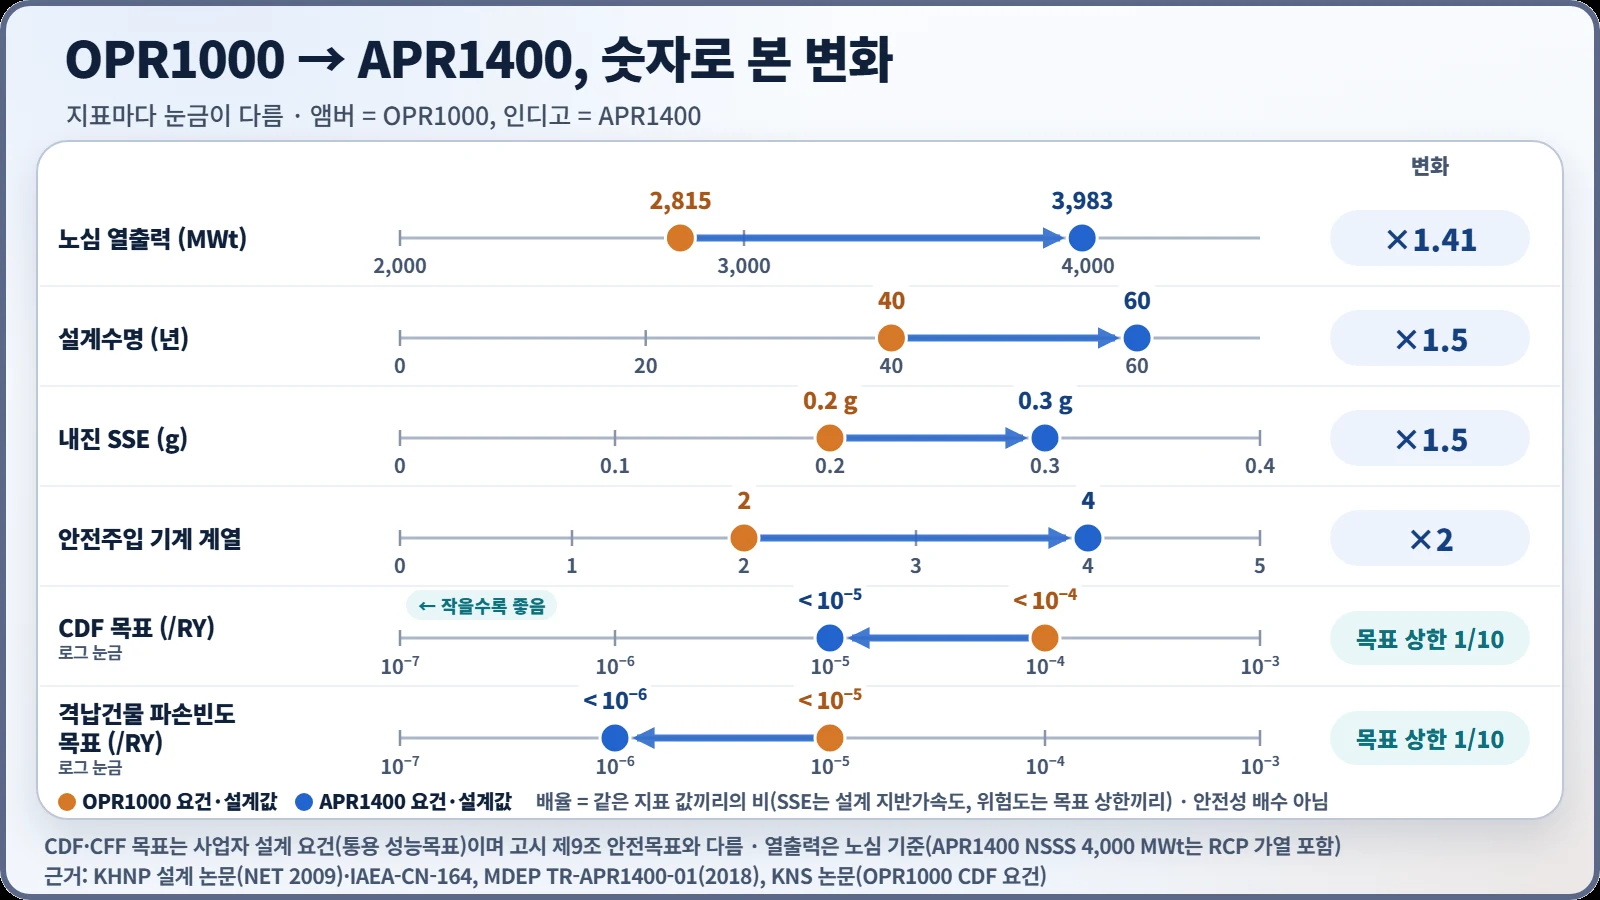 OPR1000 → APR1400, 숫자로 본 변화
지표마다 눈금이 다름 · 앰버 = OPR1000, 인디고 = APR1400
변화
노심 열출력 (MWt)
2,815
3,983
2,000
3,000
4,000
×1.41
설계수명 (년)
40
60
0
20
40
60
×1.5
내진 SSE (g)
0.2 g
0.3 g
0
0.1
0.2
0.3
0.4
×1.5
안전주입 기계 계열
2
4
0
1
2
3
4
5
×2
← 작을수록 좋음
CDF 목표 (/RY)
로그 눈금
< 10⁻⁵
< 10⁻⁴
10⁻⁷
10⁻⁶
10⁻⁵
10⁻⁴
10⁻³
목표 상한 1/10
격납건물 파손빈도
목표 (/RY)
로그 눈금
< 10⁻⁶
< 10⁻⁵
10⁻⁷
10⁻⁶
10⁻⁵
10⁻⁴
10⁻³
목표 상한 1/10
OPR1000 요건·설계값
APR1400 요건·설계값
배율 = 같은 지표 값끼리의 비(SSE는 설계 지반가속도, 위험도는 목표 상한끼리) · 안전성 배수 아님
CDF·CFF 목표는 사업자 설계 요건(통용 성능목표)이며 고시 제9조 안전목표와 다름 · 열출력은 노심 기준(APR1400 NSSS 4,000 MWt는 RCP 가열 포함)
근거: KHNP 설계 논문(NET 2009)·IAEA-CN-164, MDEP TR-APR1400-01(2018), KNS 논문(OPR1000 CDF 요건)